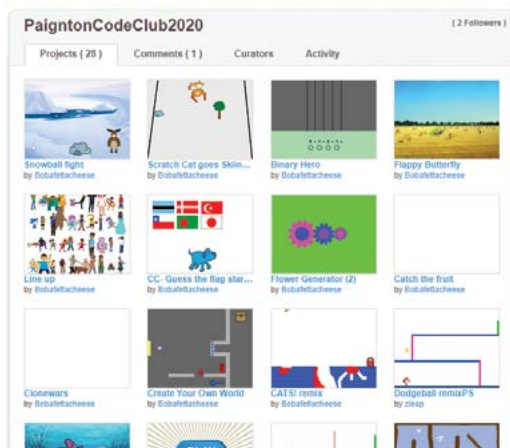 PaigntonCodeClub2020
( 2 Followers )
Projects ( 28 )
Comments ( 1 )
Curators
Activity
Snowball fight
by Bobafettacheese
Scratch Cat goes Skiin...
by Bobafettacheese
Binary Hero
by Bobafettacheese
Flappy Butterfly
by Bobafettacheese
Line up
by Bobafettacheese
CC- Guess the flag star...
by Bobafettacheese
Flower Generator (2)
by Bobafettacheese
Catch the fruit
by Bobafettacheese
Clonewars
by Bobafettacheese
Create Your Own World
by Bobafettacheese
CATS! remix
by Bobafettacheese
Dodgeball remixPS
by zleap